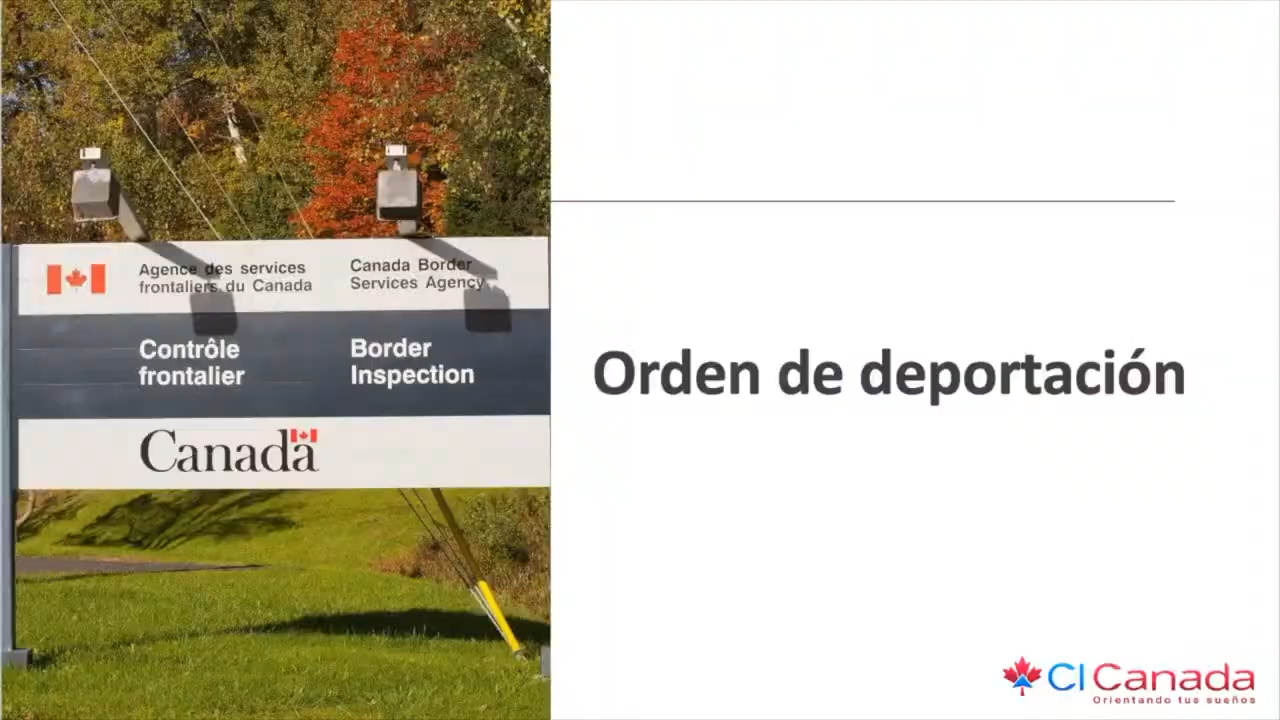 Agence des services
frontaliers du Canada
Canada Border
Services Agency
Contrôle
frontalier
Border
Inspection
Canada
Orden de deportación
CI Canada
Orientando tus sueños